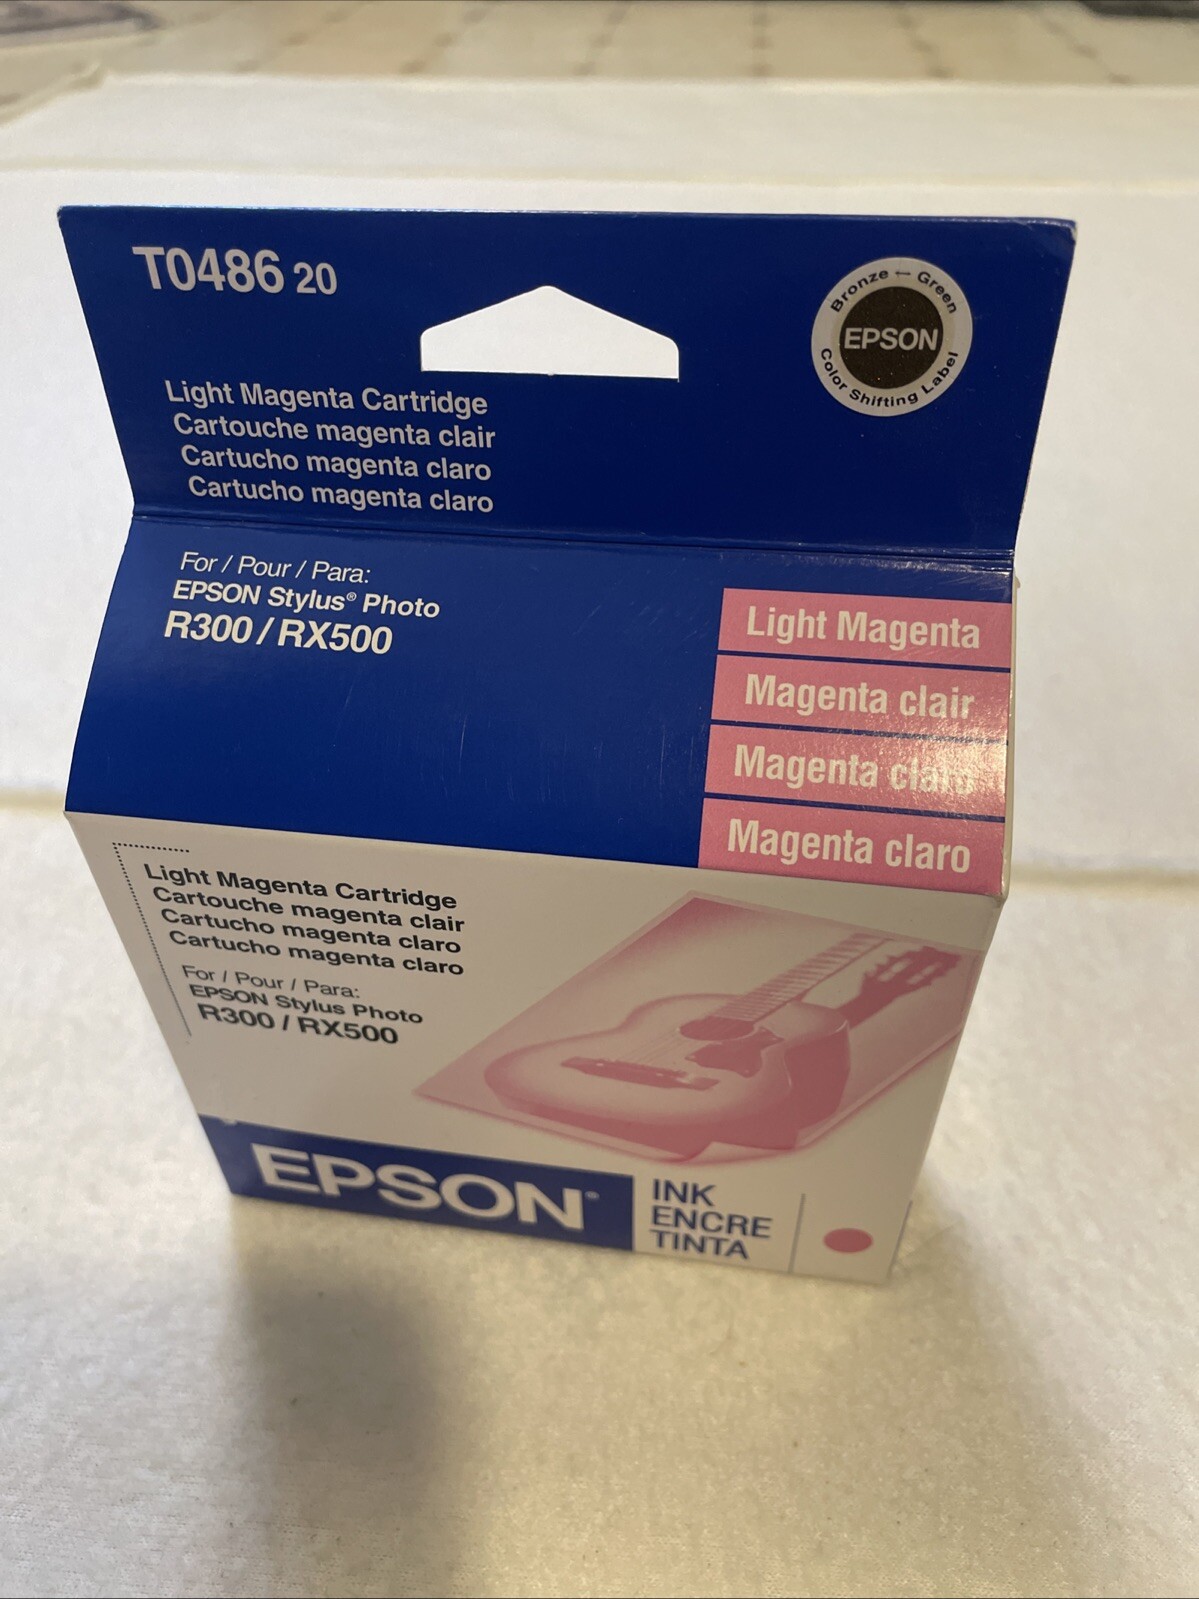 T0486 20
Bronze ← Green
EPSON
Color Shifting Label
Light Magenta Cartridge
Cartouche magenta clair
Cartucho magenta claro
Cartucho magenta claro
For / Pour / Para:
EPSON Stylus® Photo
R300 / RX500
Light Magenta
Magenta clair
Magenta claro
Magenta claro
Light Magenta Cartridge
Cartouche magenta clair
Cartucho magenta claro
Cartucho magenta claro
For / Pour / Para:
EPSON Stylus Photo
R300 / RX500
EPSON®
INK
ENCRE
TINTA